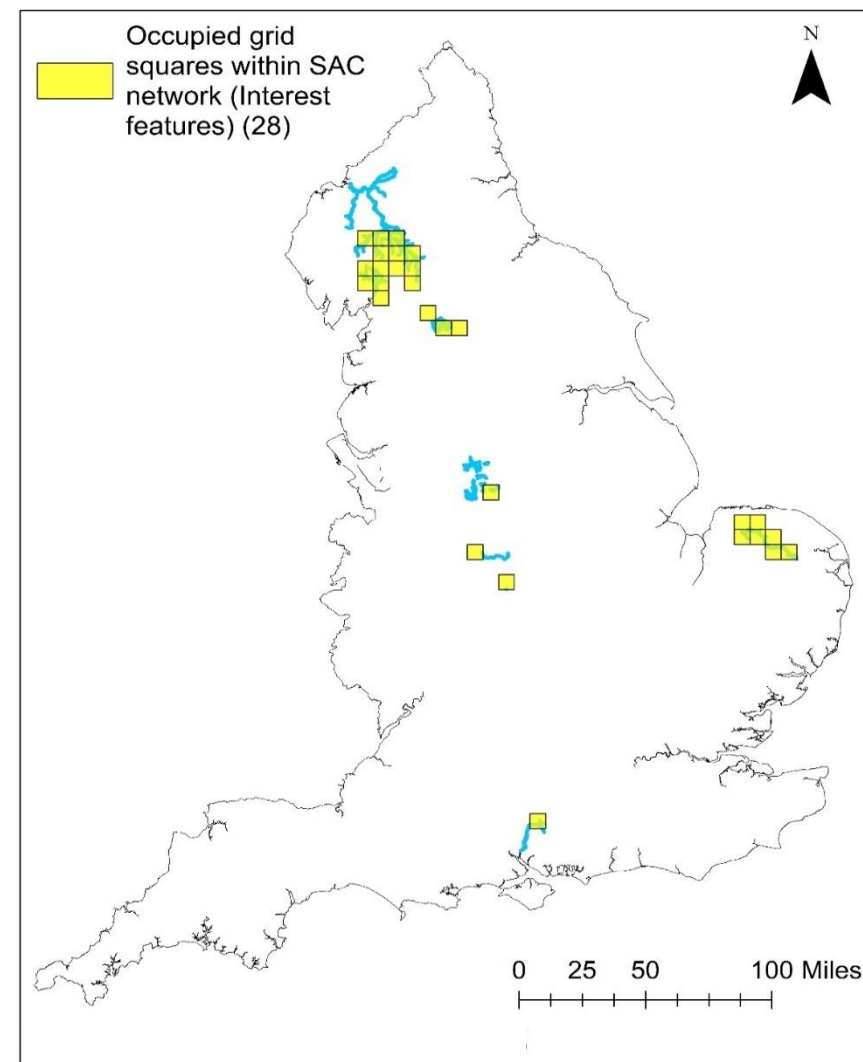 Occupied grid
squares within SAC
network (Interest
features) (28)
N
0 25 50 100 Miles